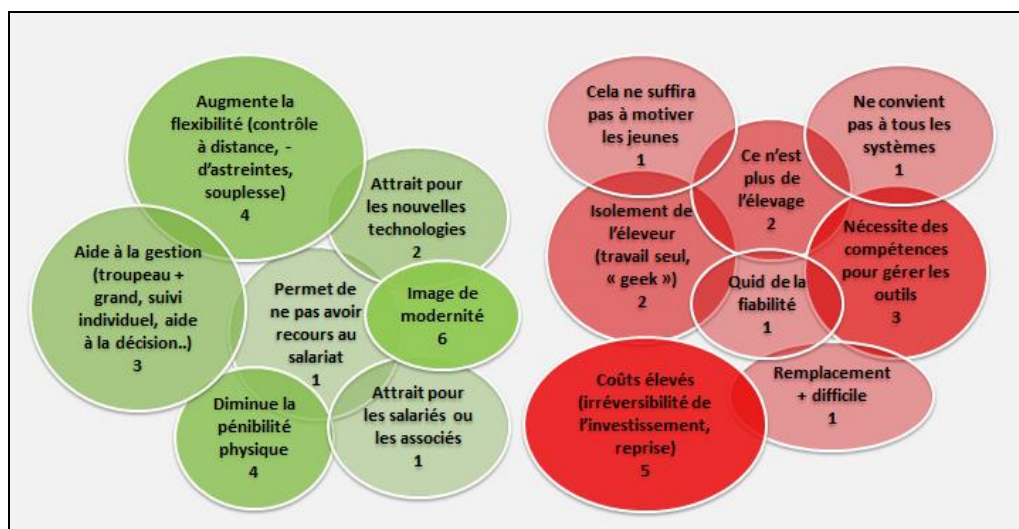 Augmente la
flexibilité (contrôle
à distance, -
d'astreintes,
souplesse)
4
Attrait pour
les nouvelles
technologies
2
Aide à la gestion
(troupeau +
grand, suivi
individuel, aide
à la décision..)
3
Permet de
ne pas avoir
recours au
salariat
1
Image de
modernité
6
Diminue la
pénibilité
physique
4
Attrait pour
les salariés ou
les associés
1
Cela ne suffira
pas à motiver
les jeunes
1
Ce n'est
plus de
l'élevage
2
Ne convient
pas à tous les
systèmes
1
Isolement de
l'éleveur
(travail seul,
« geek »)
2
Quid de la
fiabilité
1
Nécessite des
compétences
pour gérer les
outils
3
Coûts élevés
(irréversibilité de
l'investissement,
reprise)
5
Remplacement
+ difficile
1